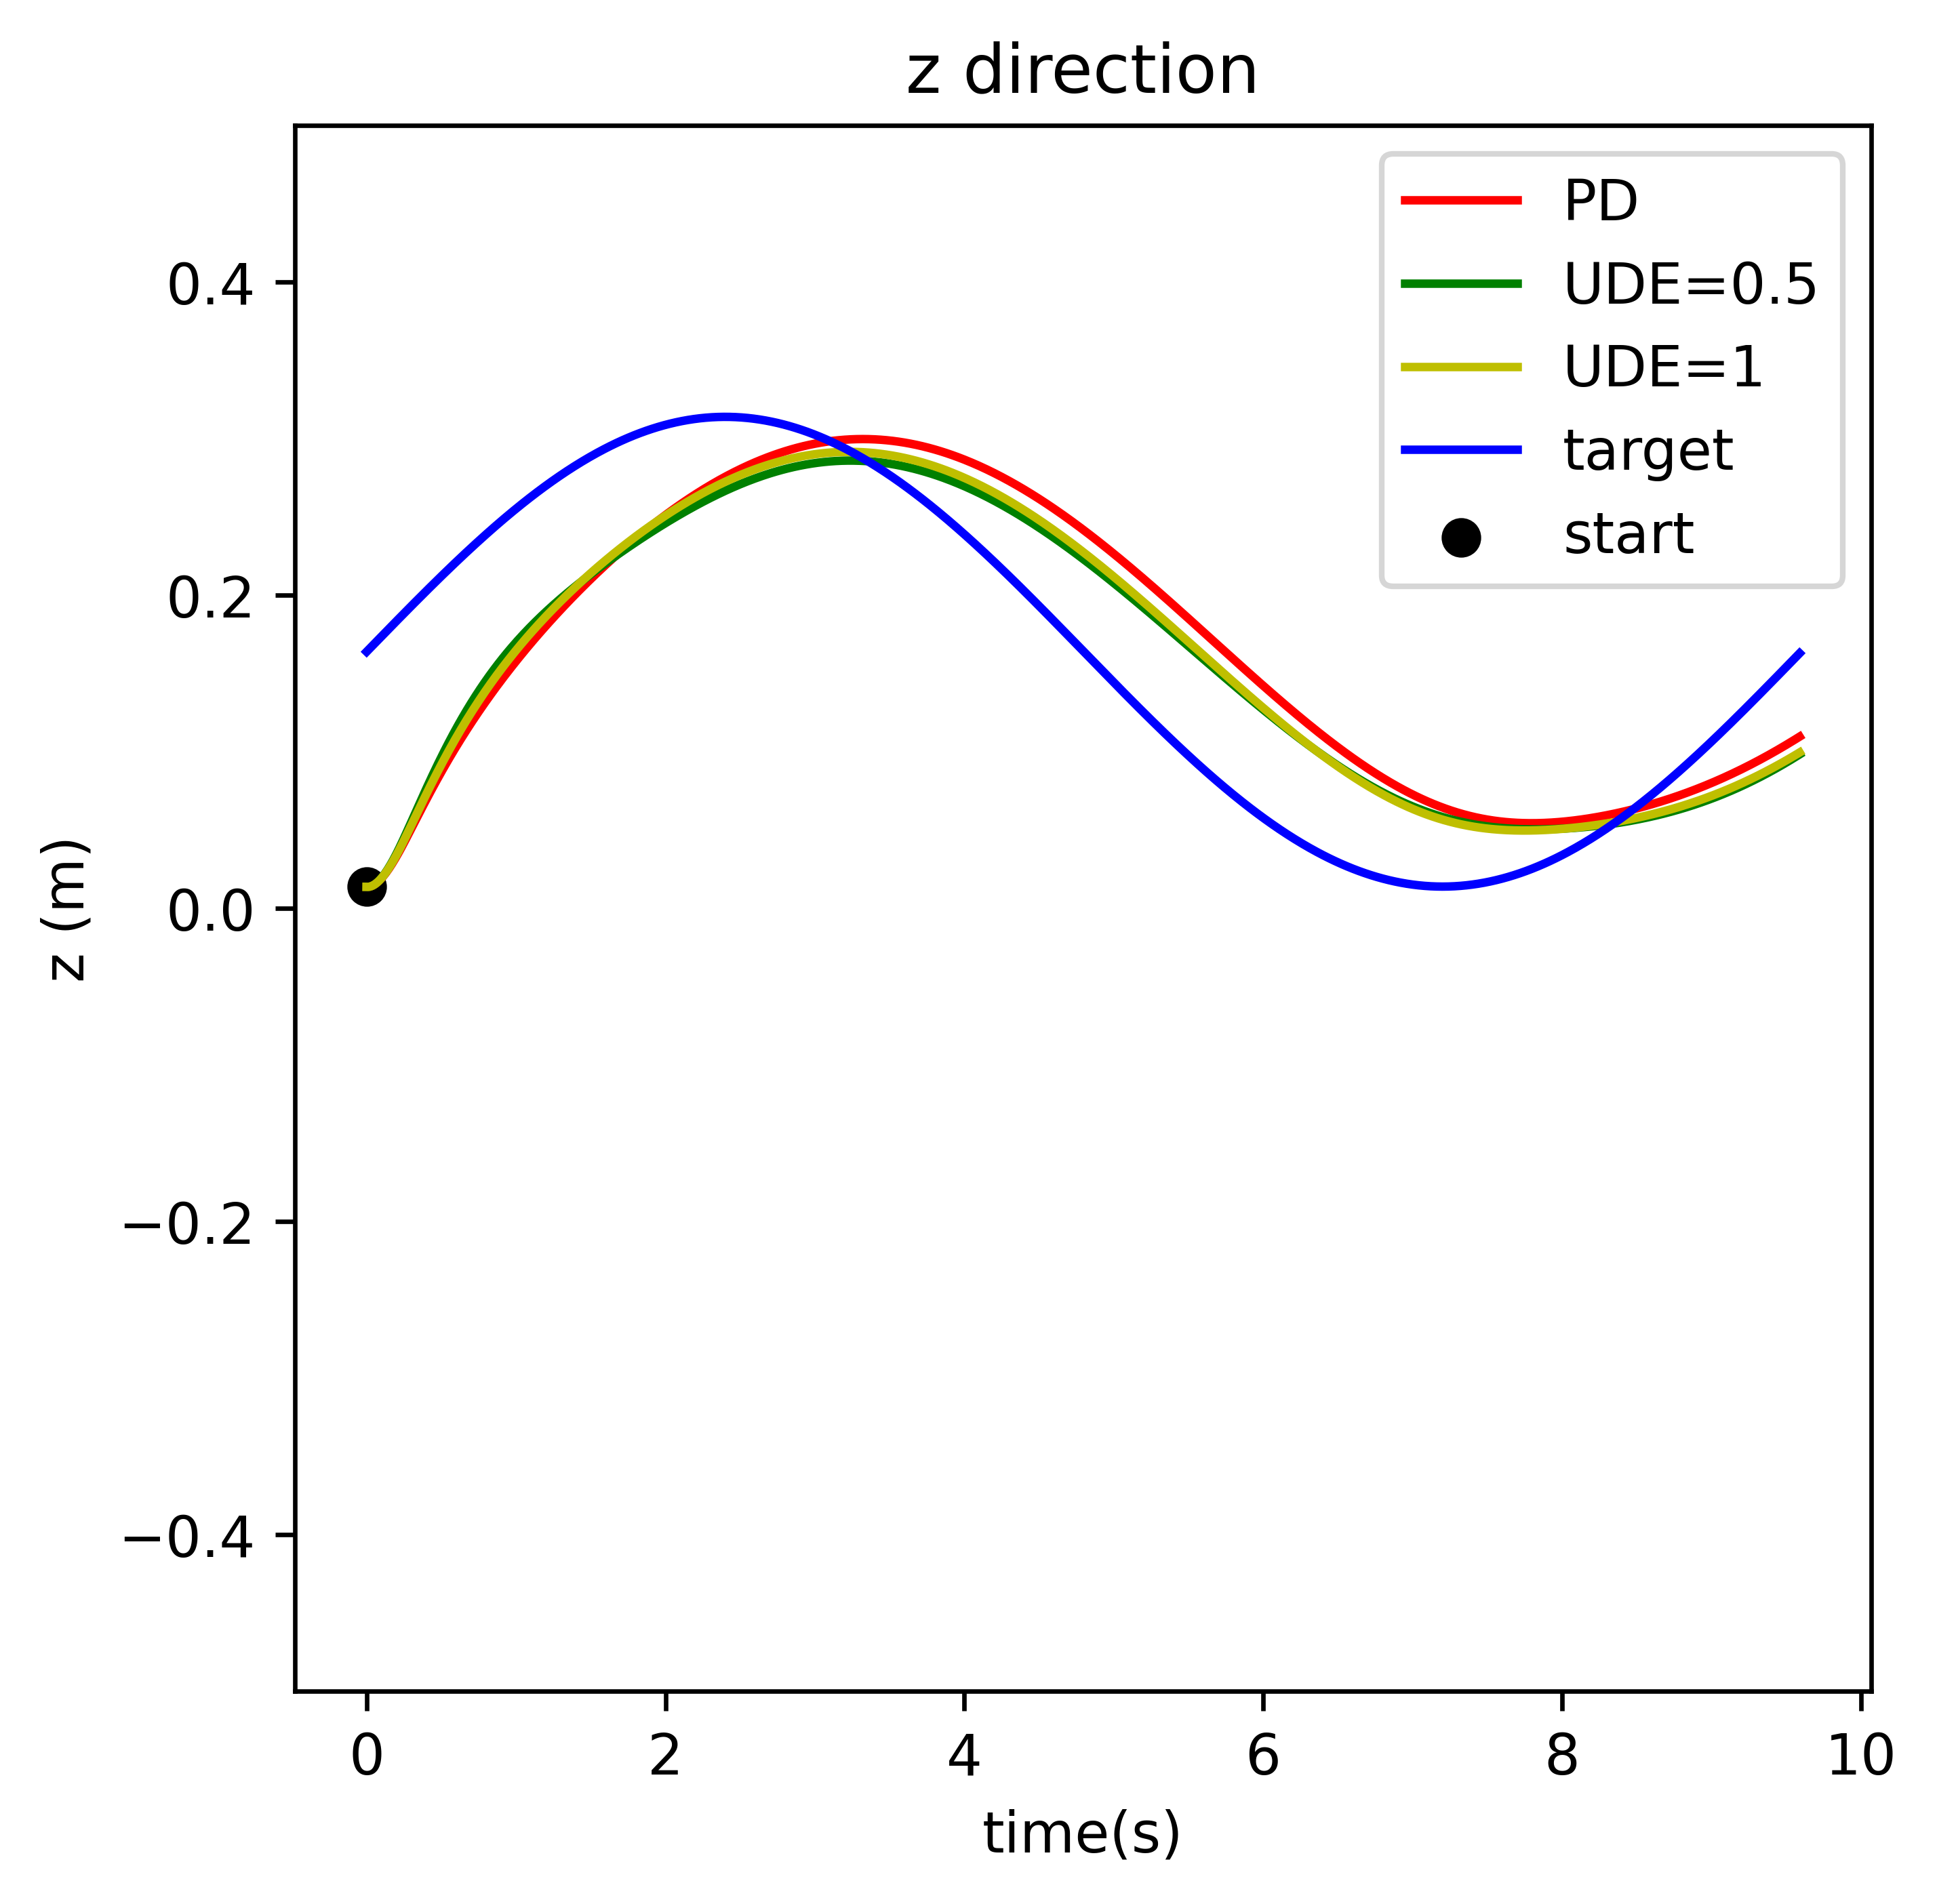 z direction
PD
UDE=0.5
UDE=1
target
start
0.4
0.2
0.0
−0.2
−0.4
z (m)
0 2 4 6 8 10
time(s)